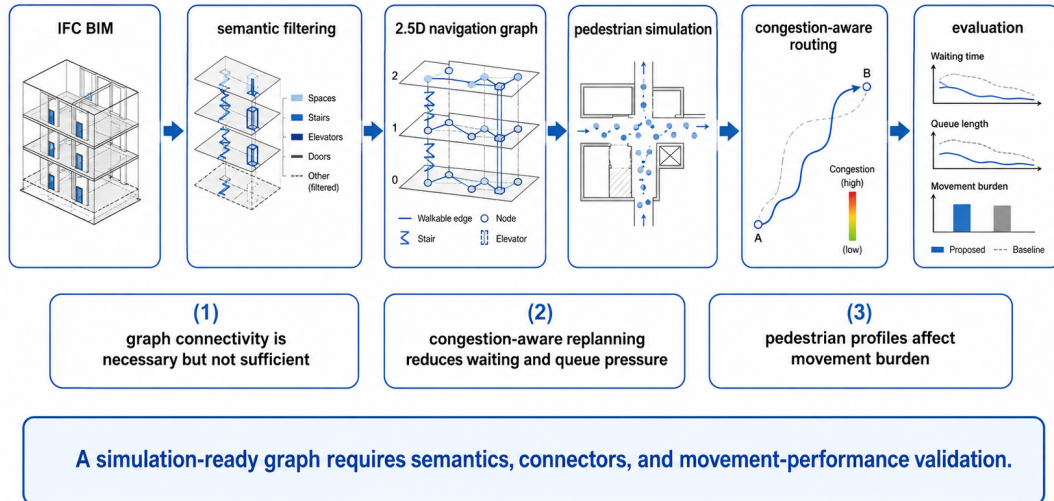 IFC BIM
semantic filtering
Spaces
Stairs
Elevators
Doors
Other
(filtered)
2.5D navigation graph
2
1
0
Walkable edge
Node
Stair
Elevator
pedestrian simulation
congestion-aware
routing
B
Congestion
(high)
(low)
A
evaluation
Waiting time
Queue length
Movement burden
Proposed
Baseline
(1)
graph connectivity is
necessary but not sufficient
(2)
congestion-aware replanning
reduces waiting and queue pressure
(3)
pedestrian profiles affect
movement burden
A simulation-ready graph requires semantics, connectors, and movement-performance validation.